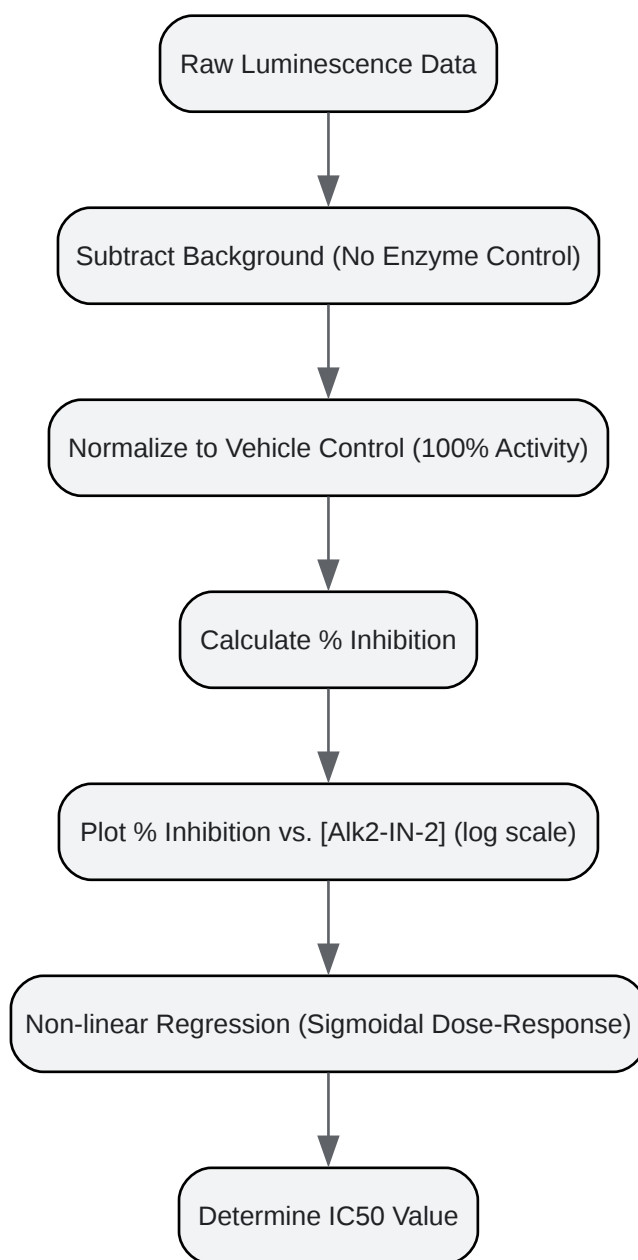 Raw Luminescence Data
Subtract Background (No Enzyme Control)
Normalize to Vehicle Control (100% Activity)
Calculate % Inhibition
Plot % Inhibition vs. [Alk2-IN-2] (log scale)
Non-linear Regression (Sigmoidal Dose-Response)
Determine IC50 Value